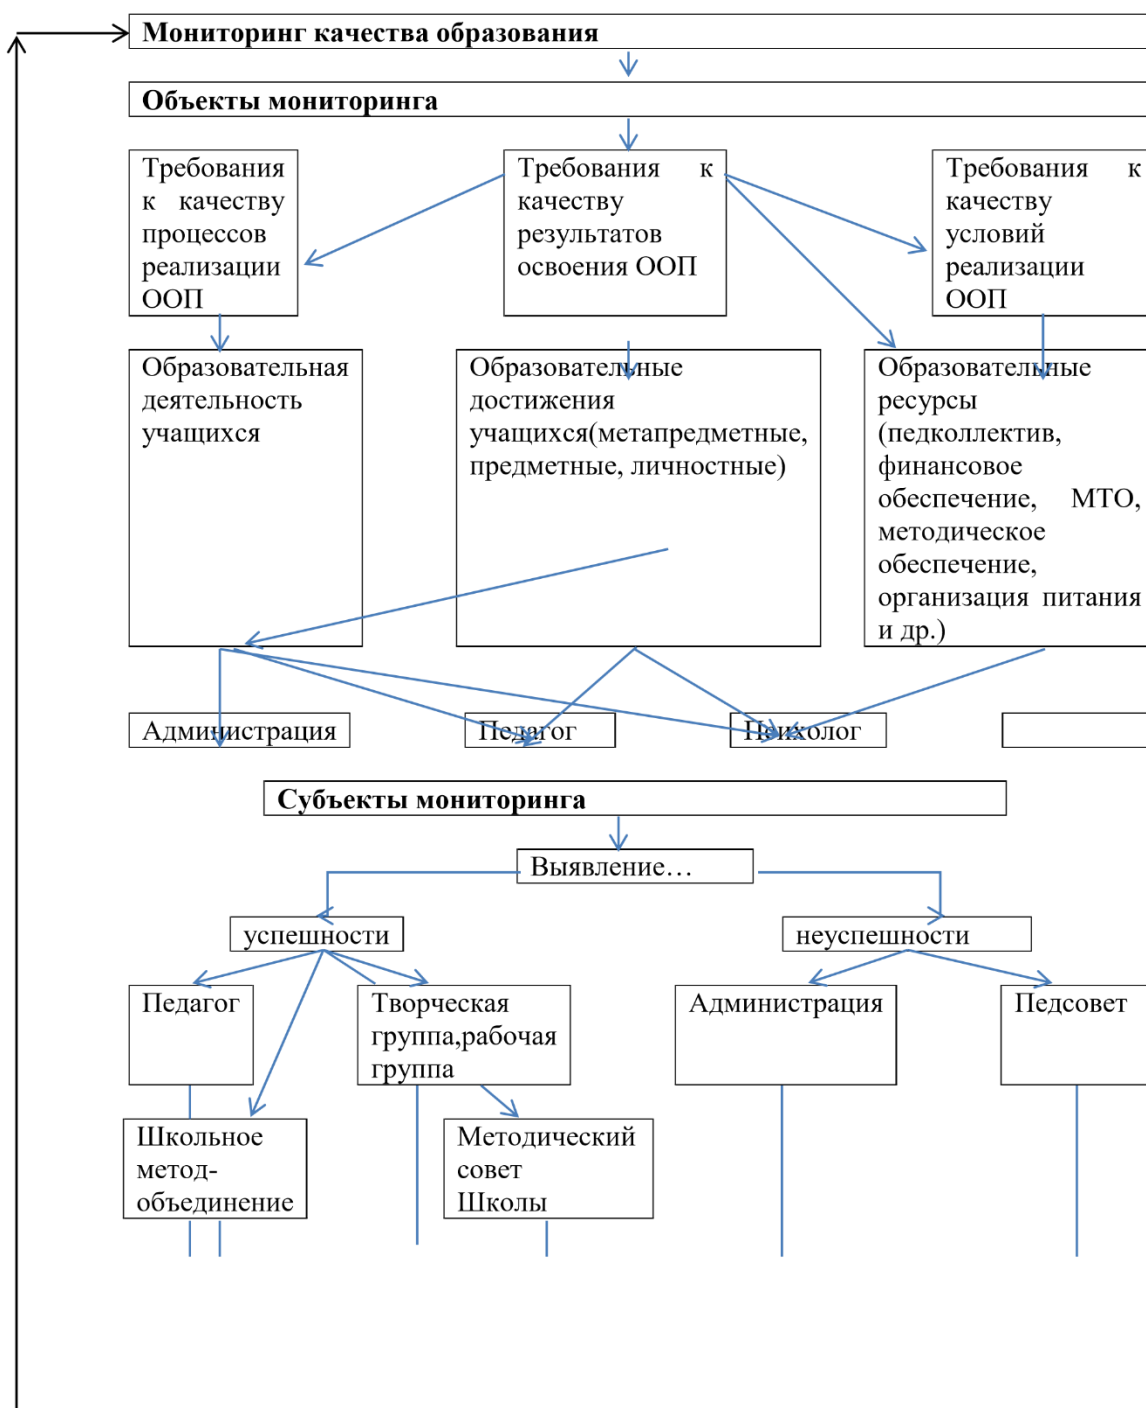 Мониторинг качества образования
Объекты мониторинга
Требования
к качеству
процессов
реализации
ООП
Требования к
качеству
результатов
освоения ООП
Требования к
качеству
условий
реализации
ООП
Образовательная
деятельность
учащихся
Образовательные
достижения
учащихся(метапредметные,
предметные, личностные)
Образовательные
ресурсы
(педколлектив,
финансовое
обеспечение, МТО,
методическое
обеспечение,
организация питания
и др.)
Администрация
Педагог
Психолог
Субъекты мониторинга
Выявление…
успешности
неуспешности
Педагог
Творческая
группа,рабочая
группа
Администрация
Педсовет
Школьное
метод-
объединение
Методический
совет
Школы